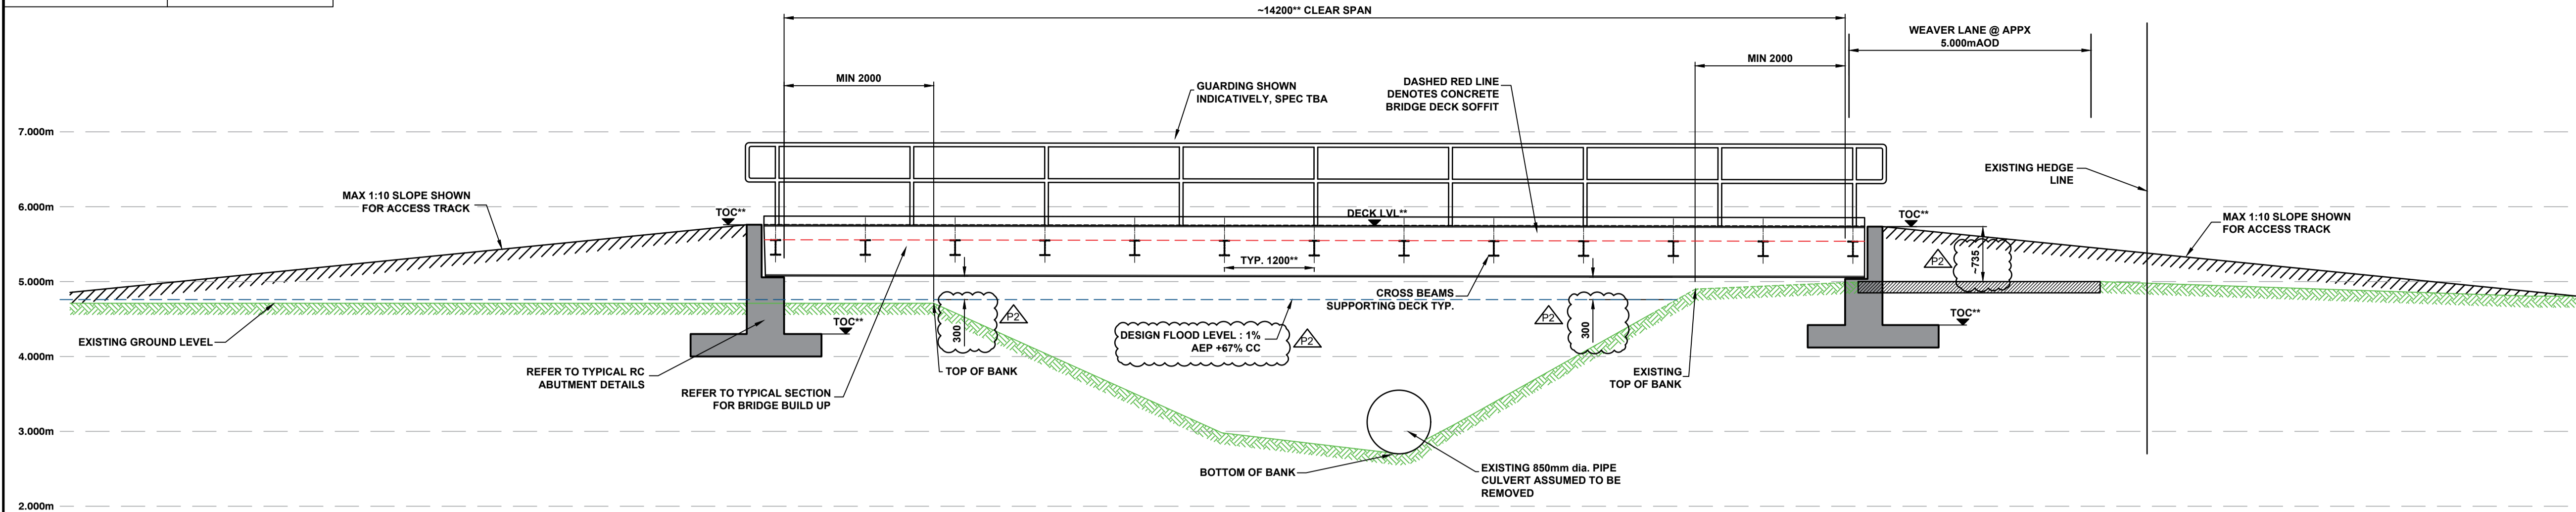 ~14200** CLEAR SPAN
WEAVER LANE @ APPX
5.000mAOD
MIN 2000
MIN 2000
GUARDING SHOWN
INDICATIVELY, SPEC TBA
DASHED RED LINE
DENOTES CONCRETE
BRIDGE DECK SOFFIT
7.000m
EXISTING HEDGE
LINE
MAX 1:10 SLOPE SHOWN
FOR ACCESS TRACK
6.000m
TOC**
DECK LVL**
TOC**
MAX 1:10 SLOPE SHOWN
FOR ACCESS TRACK
P2
~735
TYP. 1200**
5.000m
CROSS BEAMS
SUPPORTING DECK TYP.
P2
P2
TOC**
TOC**
300
300
DESIGN FLOOD LEVEL : 1%
AEP +67% CC
P2
EXISTING GROUND LEVEL
4.000m
REFER TO TYPICAL RC
ABUTMENT DETAILS
TOP OF BANK
EXISTING
TOP OF BANK
REFER TO TYPICAL SECTION
FOR BRIDGE BUILD UP
3.000m
BOTTOM OF BANK
EXISTING 850mm dia. PIPE
CULVERT ASSUMED TO BE
REMOVED
2.000m